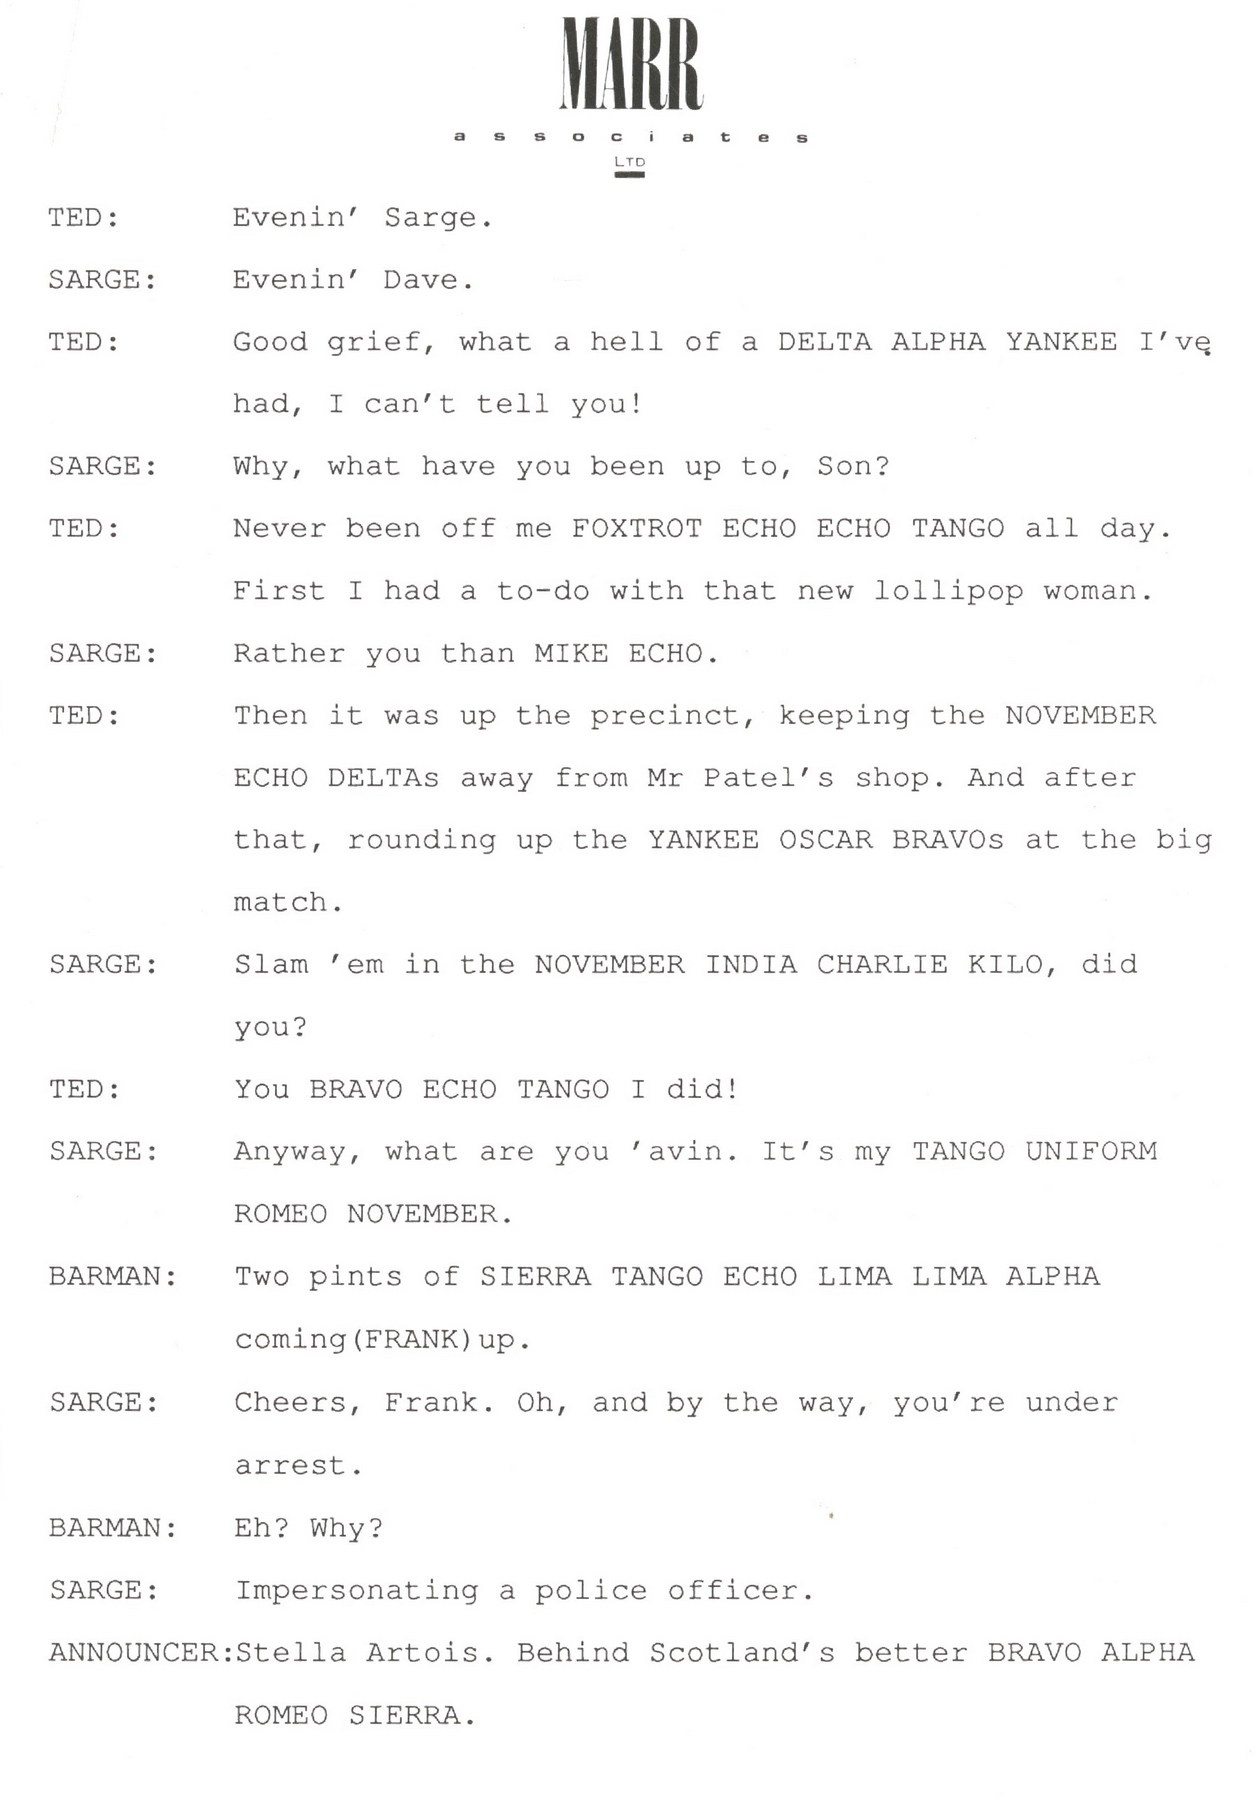 MARR
associates
LTD
TED: Evenin' Sarge.
SARGE: Evenin' Dave.
TED: Good grief, what a hell of a DELTA ALPHA YANKEE I've
had, I can't tell you!
SARGE: Why, what have you been up to, Son?
TED: Never been off me FOXTROT ECHO ECHO TANGO all day.
First I had a to-do with that new lollipop woman.
SARGE: Rather you than MIKE ECHO.
TED: Then it was up the precinct, keeping the NOVEMBER
ECHO DELTAs away from Mr Patel's shop. And after
that, rounding up the YANKEE OSCAR BRAVOs at the big
match.
SARGE: Slam 'em in the NOVEMBER INDIA CHARLIE KILO, did
you?
TED: You BRAVO ECHO TANGO I did!
SARGE: Anyway, what are you 'avin. It's my TANGO UNIFORM
ROMEO NOVEMBER.
BARMAN: Two pints of SIERRA TANGO ECHO LIMA LIMA ALPHA
coming(FRANK)up.
SARGE: Cheers, Frank. Oh, and by the way, you're under
arrest.
BARMAN: Eh? Why?
SARGE: Impersonating a police officer.
ANNOUNCER:Stella Artois. Behind Scotland's better BRAVO ALPHA
ROMEO SIERRA.